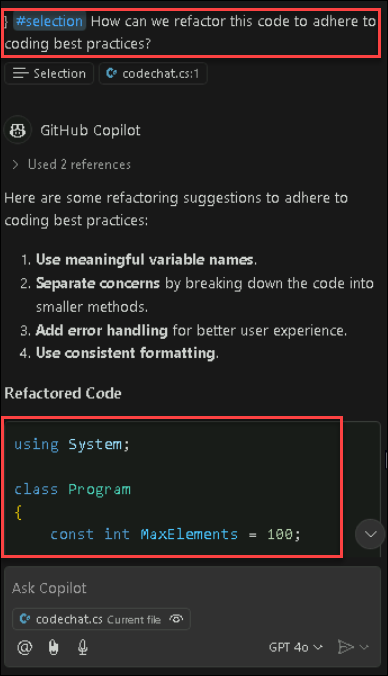 } #selection How can we refactor this code to adhere to
coding best practices?
Selection
codechat.cs:1
GitHub Copilot
> Used 2 references
Here are some refactoring suggestions to adhere to
coding best practices:
1. Use meaningful variable names.
2. Separate concerns by breaking down the code into
smaller methods.
3. Add error handling for better user experience.
4. Use consistent formatting.
Refactored Code
using System;
class Program
{
const int MaxElements = 100;
Ask Copilot
codechat.cs Current file
@
GPT 4o